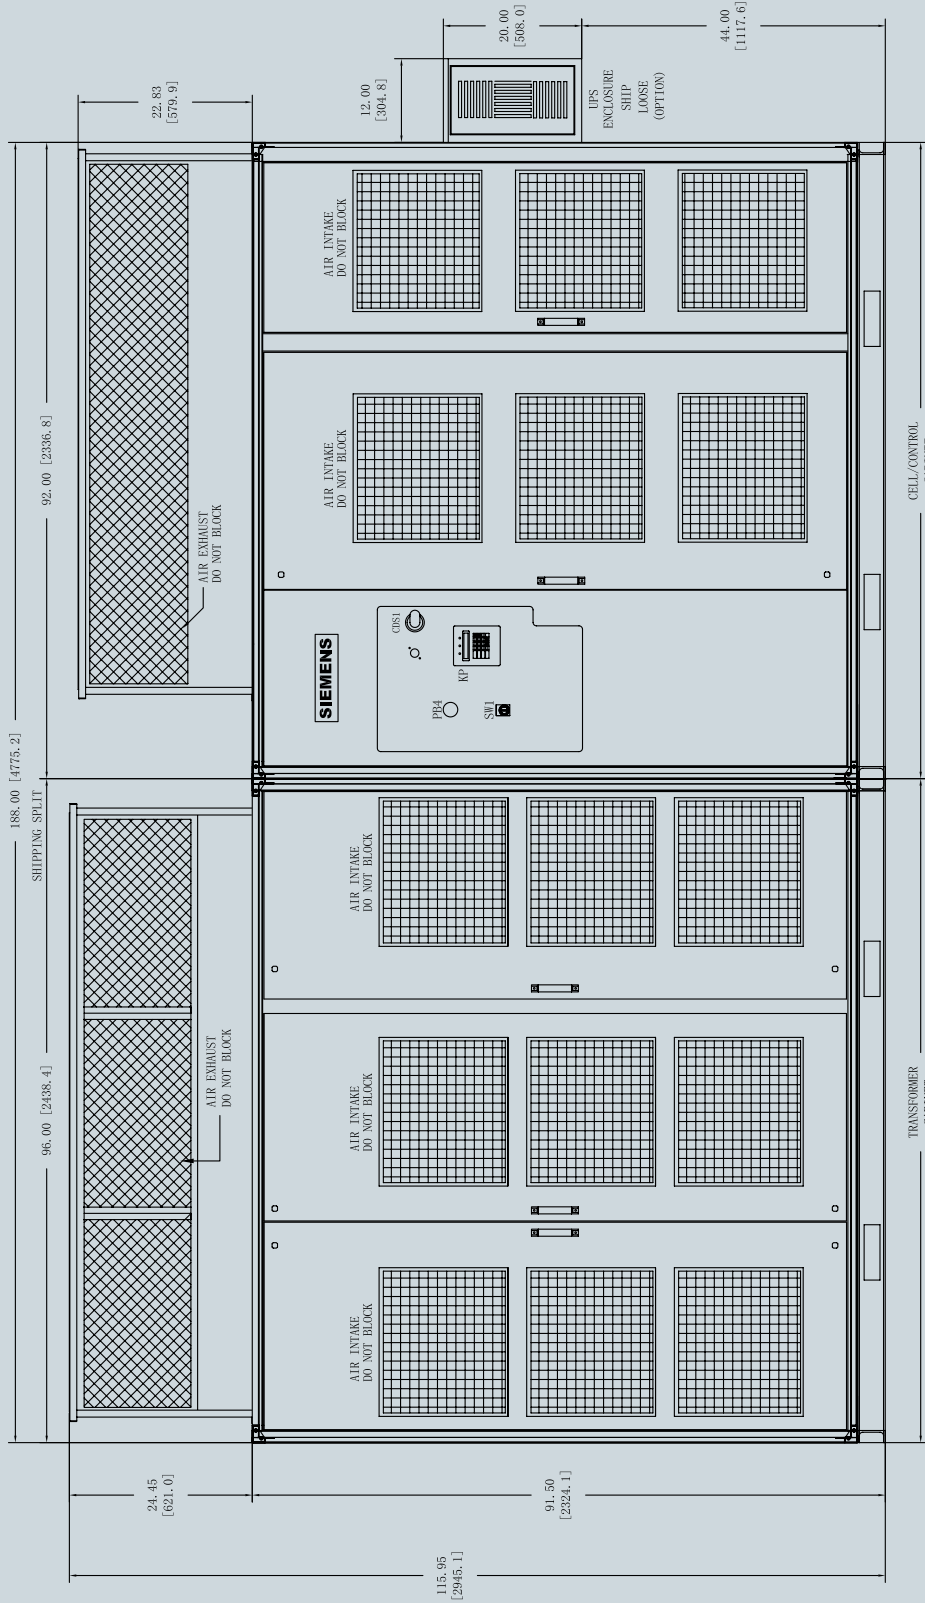 188.00 [4775.2]
SHIPPING SPLIT
96.00 [2438.4]
92.00 [2336.8]
24.45
[621.0]
22.83
[579.9]
AIR EXHAUST
DO NOT BLOCK
AIR EXHAUST
DO NOT BLOCK
115.95
[2945.1]
91.50
[2324.1]
AIR INTAKE
DO NOT BLOCK
AIR INTAKE
DO NOT BLOCK
AIR INTAKE
DO NOT BLOCK
SIEMENS
CDS1
PB4
KP
SW1
AIR INTAKE
DO NOT BLOCK
AIR INTAKE
DO NOT BLOCK
12.00
[304.8]
20.00
[508.0]
44.00
[1117.6]
UPS
ENCLOSURE
SHIP
LOOSE
(OPTION)
TRANSFORMER
CELL/CONTROL